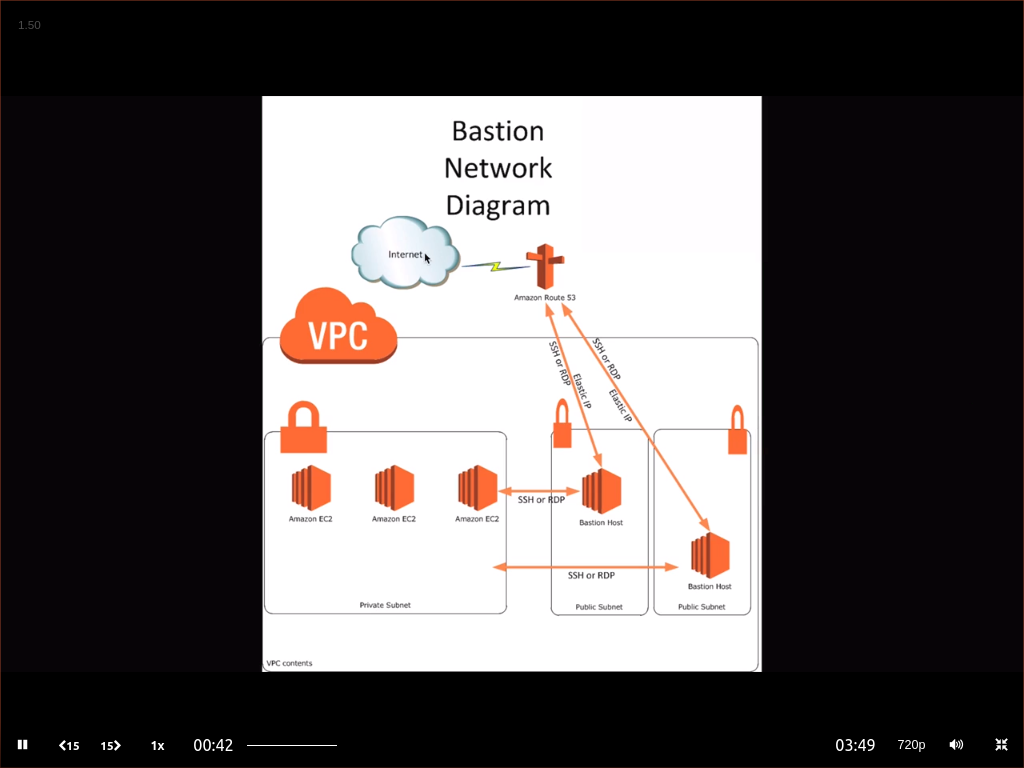 1.50
Bastion
Network
Diagram
Internet
Amazon Route S3
VPC
SSH or RDP
Elastic IP
SSH or RDP
Elastic IP
SSH or RDP
Amazon EC2
Amazon EC2
Amazon EC2
Bastion Host
SSH or RDP
Bastion Host
Private Subnet
Public Subnet
Public Subnet
VPC contents
15
15
1x
00:42
03:49
720p